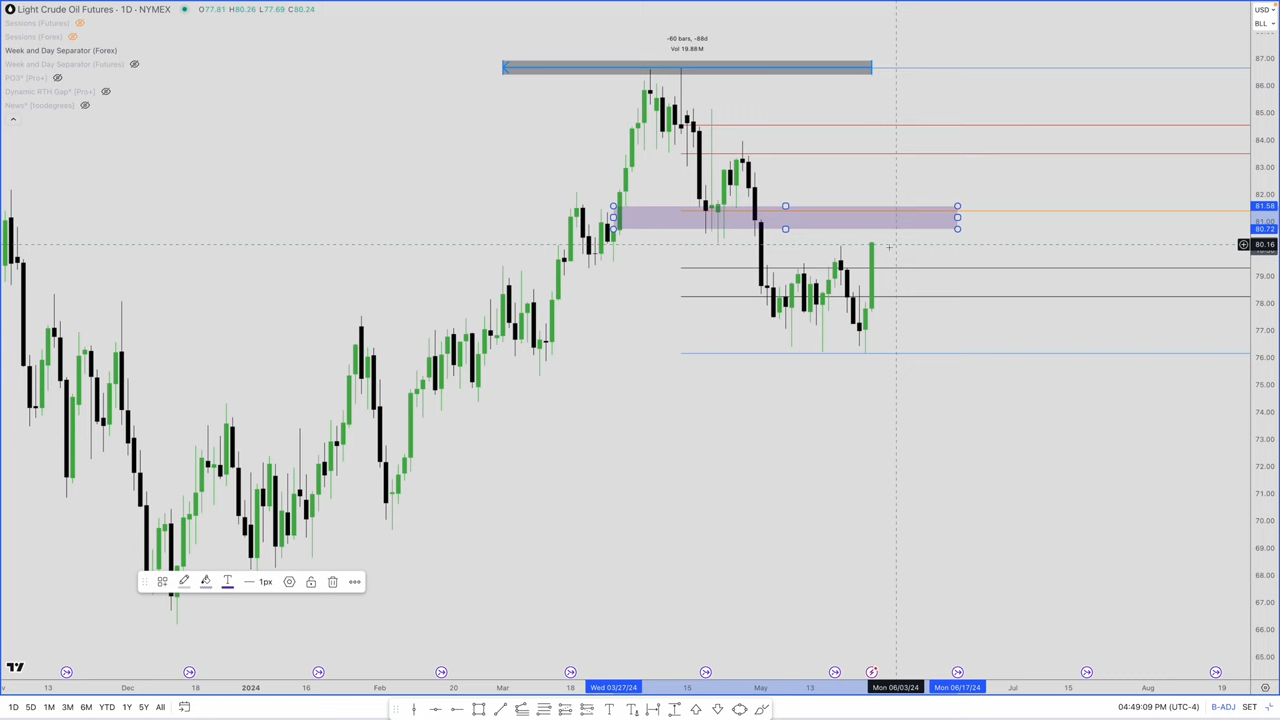 Light Crude Oil Futures · 1D · NYMEX O77.81 H80.26 L77.69 C80.24
Sessions (Futures)
Sessions (Forex)
Week and Day Separator (Forex)
Week and Day Separator (Futures)
PO3° [Pro+]
Dynamic RTH Gap° [Pro+]
News° [toodegrees]
-60 bars, -88d
Vol 19.88M
USD
BLL
87.00
86.00
85.00
84.00
83.00
82.00
81.58
81.00
80.72
80.16
79.00
78.00
77.00
76.00
75.00
74.00
73.00
72.00
71.00
70.00
69.00
68.00
67.00
66.00
65.00
T 1px
13 Dec 18 2024 16 Feb 20 Mar 18 Wed 03/27/24 15 May 13 Mon 06/03/24 Mon 06/17/24 Jul 15 Aug 19
1D 5D 1M 3M 6M YTD 1Y 5Y All
04:49:09 PM (UTC-4) B-ADJ SET